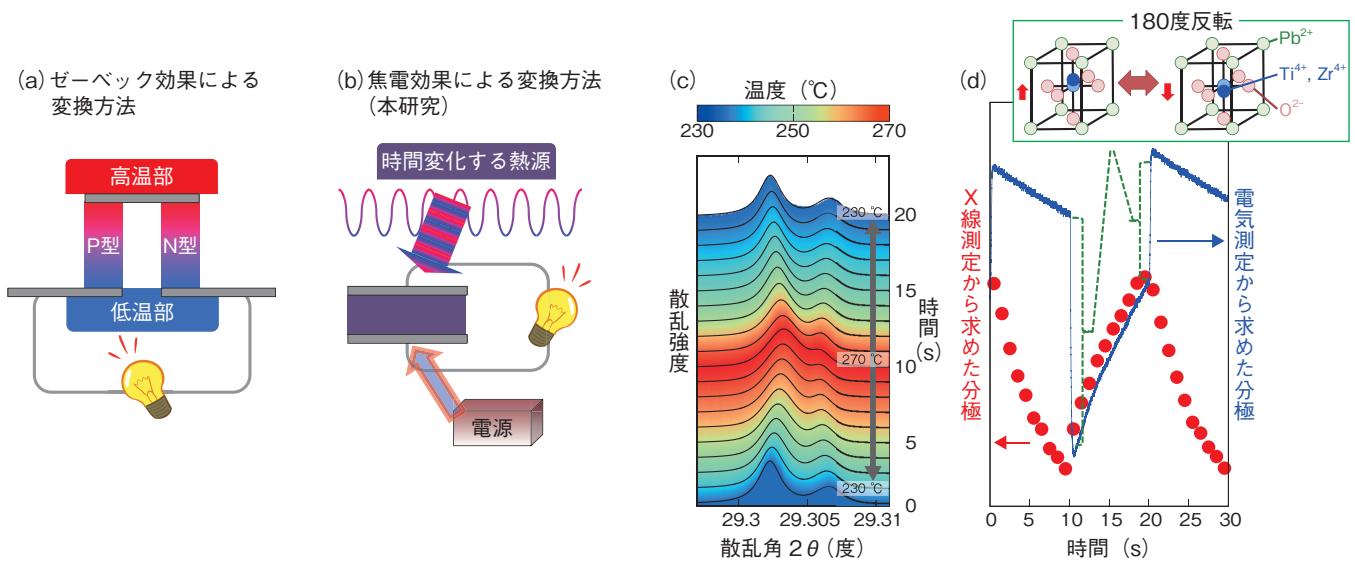 (a) ゼーベック効果による
変換方法
高温部
P型
N型
低温部
(b) 焦電効果による変換方法
(本研究)
時間変化する熱源
電源
(c)
温度 (℃)
230
250
270
散乱強度
230 ℃
270 ℃
230 ℃
20
15
10
5
0
時間 (s)
29.3
29.305
29.31
散乱角 2θ (度)
(d)
180度反転
Pb²⁺
Ti⁴⁺, Zr⁴⁺
O²⁻
X線測定から求めた分極
電気測定から求めた分極
0
5
10
15
20
25
30
時間 (s)